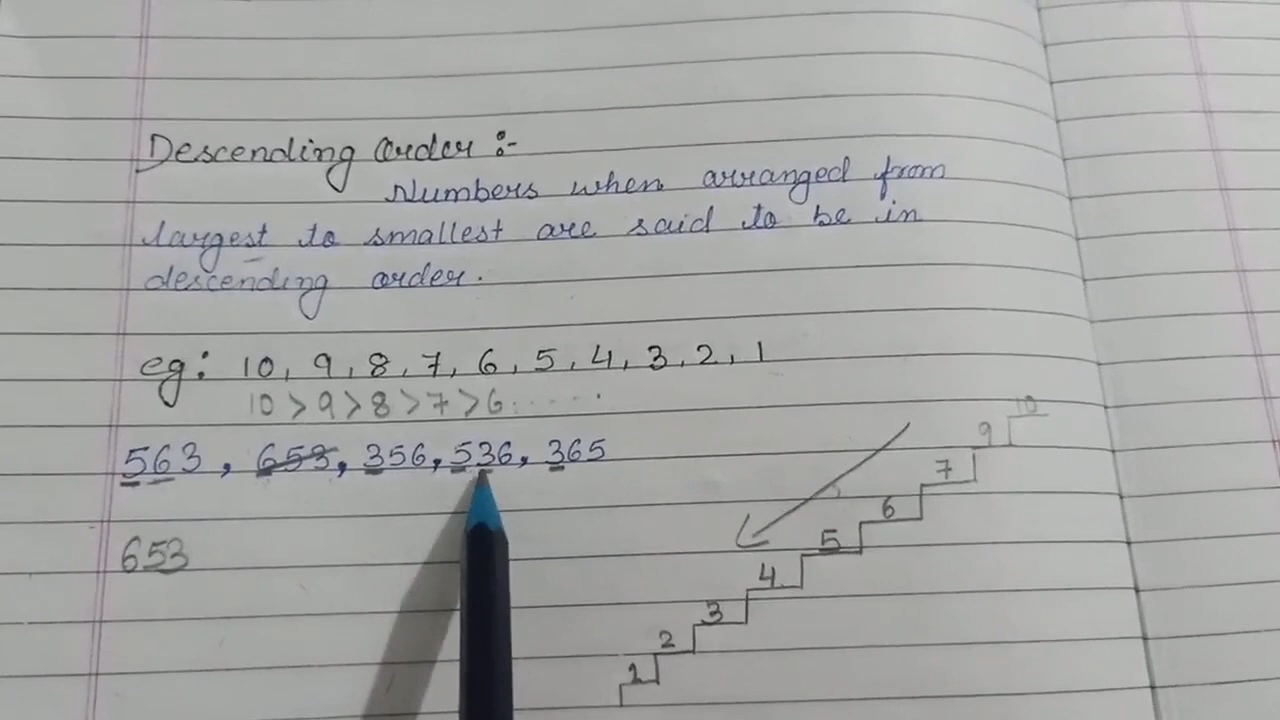 Descending order :-
Numbers when arranged from
largest to smallest are said to be in
descending order.
eg: 10, 9, 8, 7, 6, 5, 4, 3, 2, 1
10 > 9 > 8 > 7 > 6 . . . . . .
563, 653, 356, 536, 365
653
10
9
7
6
5
4
3
2
1